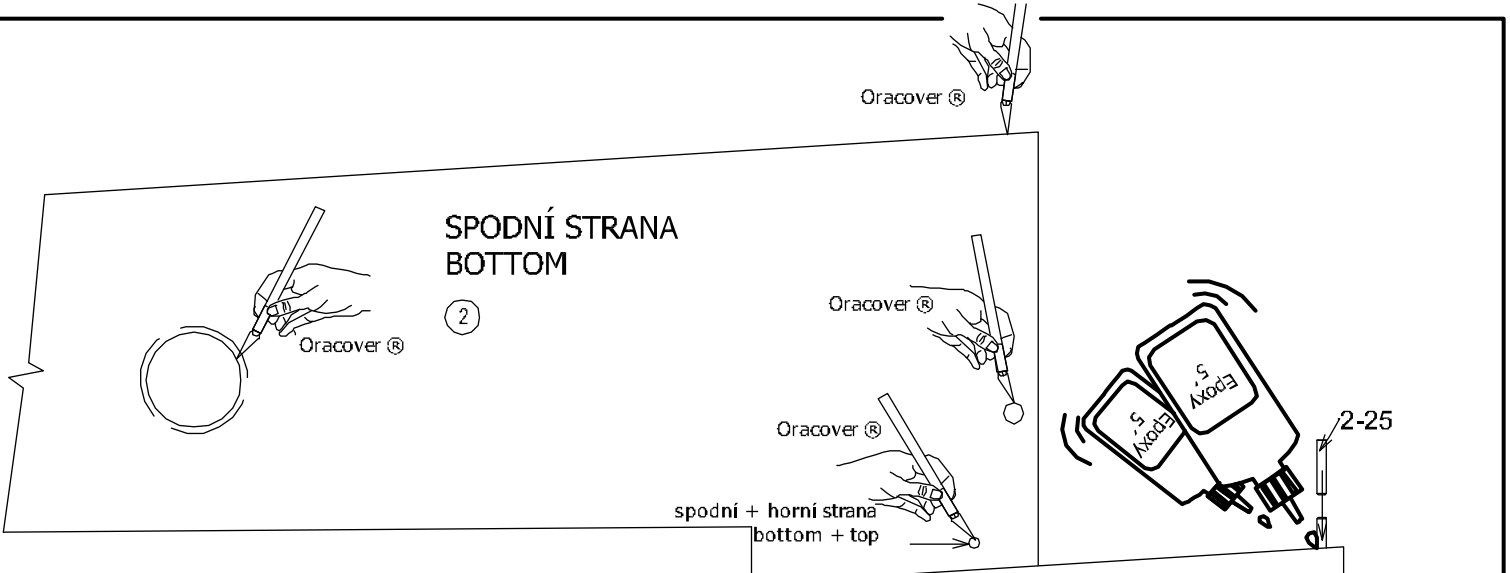 Oracover ®
SPODNÍ STRANA
BOTTOM
2
Oracover ®
Oracover ®
Oracover ®
spodní + horní strana
bottom + top
Epoxy
5´
Epoxy
5´
2-25